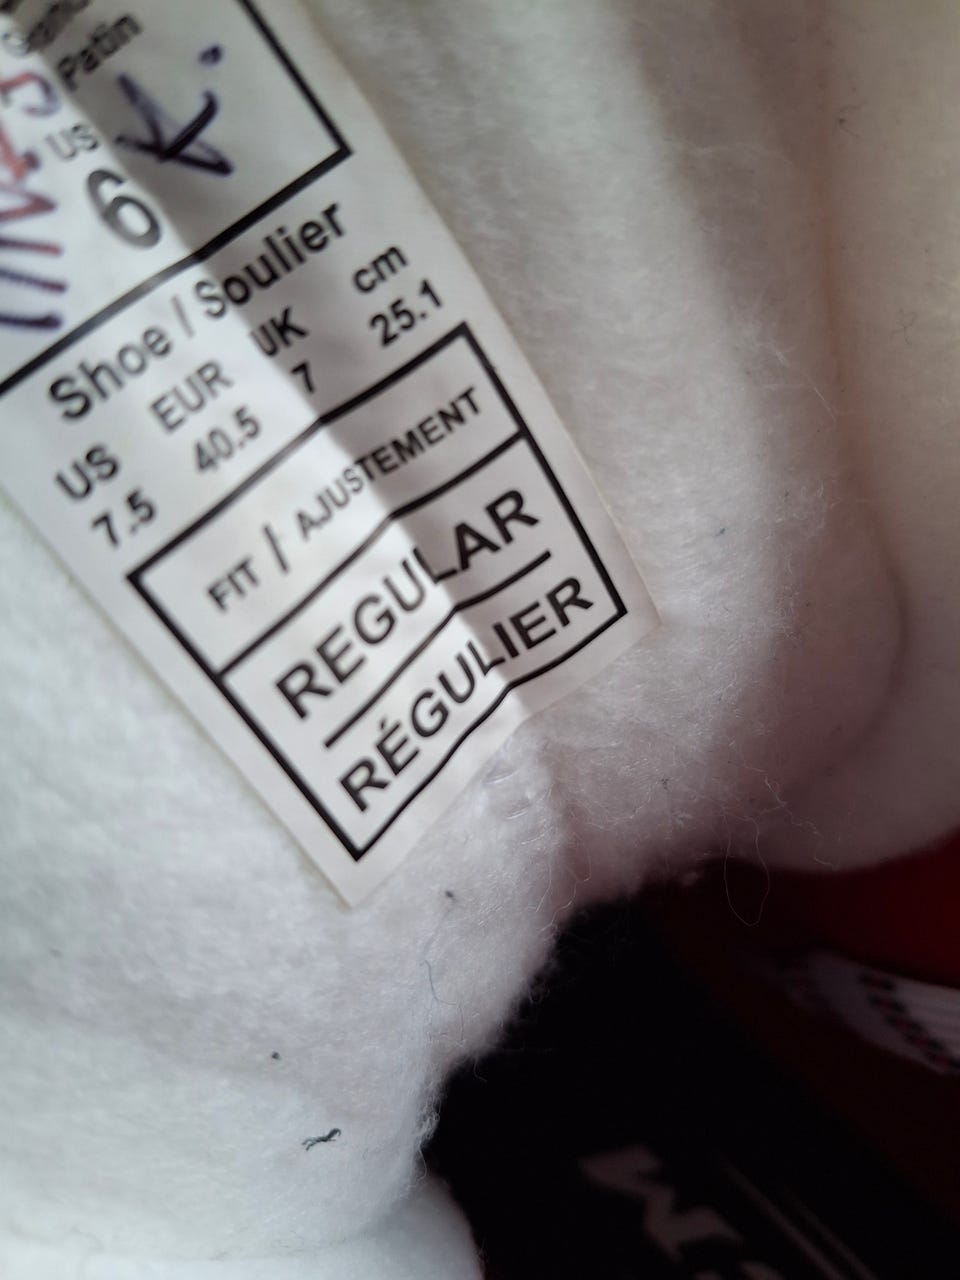 Patin
US
6
K.
Shoe / Soulier
US EUR UK cm
7.5 40.5 7 25.1
FIT / AJUSTEMENT
REGULAR
RÉGULIER